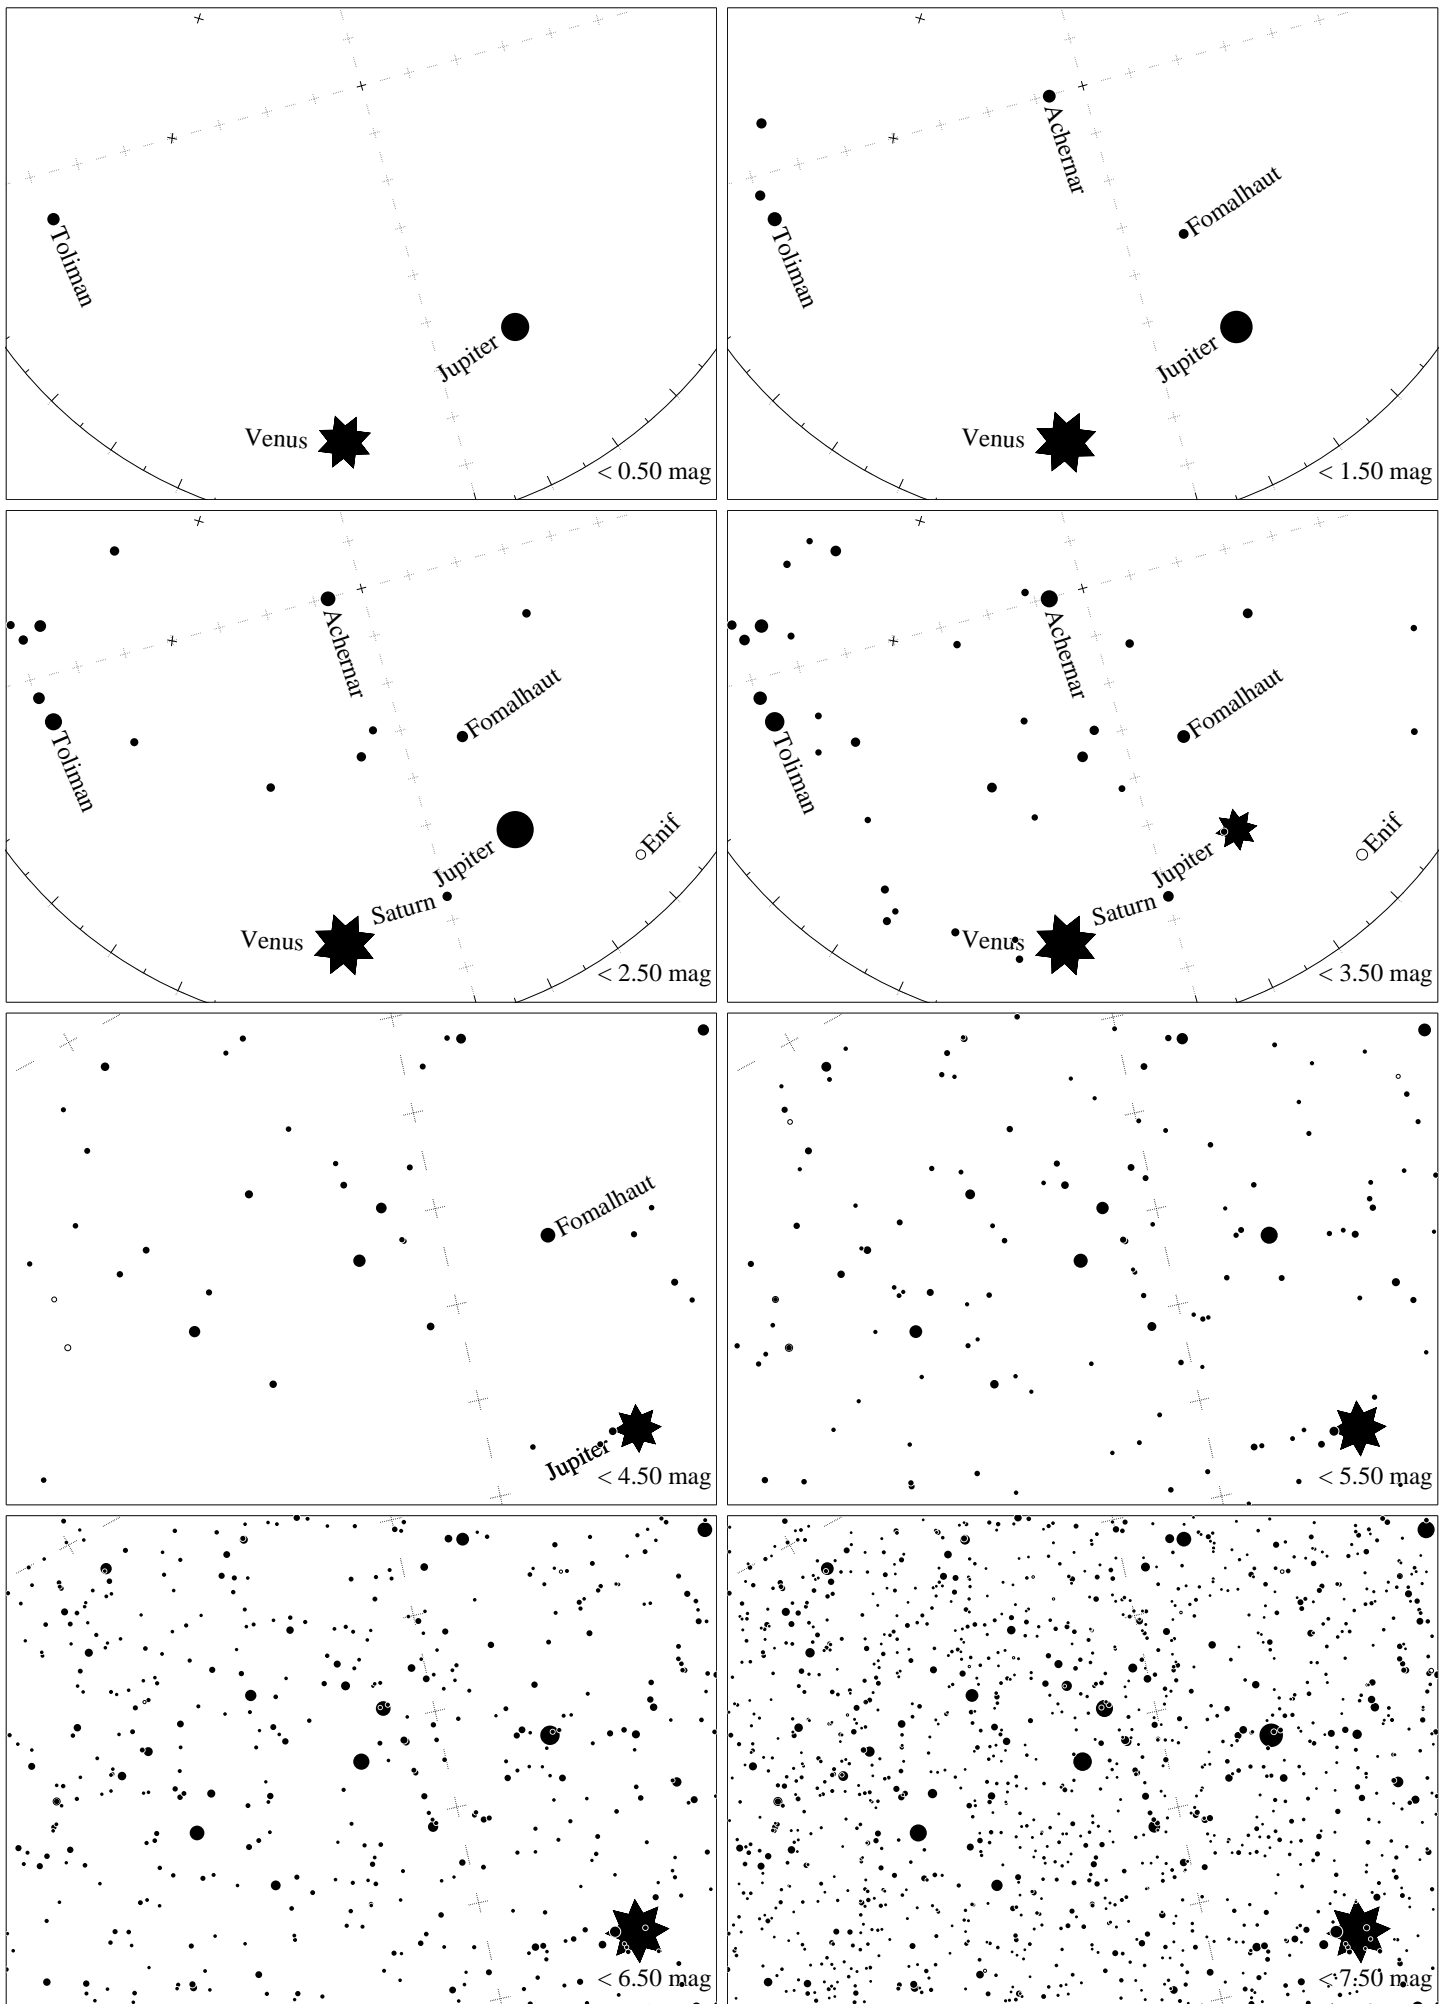 Toliman
Jupiter
Venus
< 0.50 mag
Achernar
Fomalhaut
Toliman
Jupiter
Venus
< 1.50 mag
Achernar
Fomalhaut
Toliman
Enif
Jupiter
Saturn
Venus
< 2.50 mag
Achernar
Fomalhaut
Toliman
Enif
Jupiter
Saturn
Venus
< 3.50 mag
Fomalhaut
Jupiter
< 4.50 mag
< 5.50 mag
< 6.50 mag
< 7.50 mag